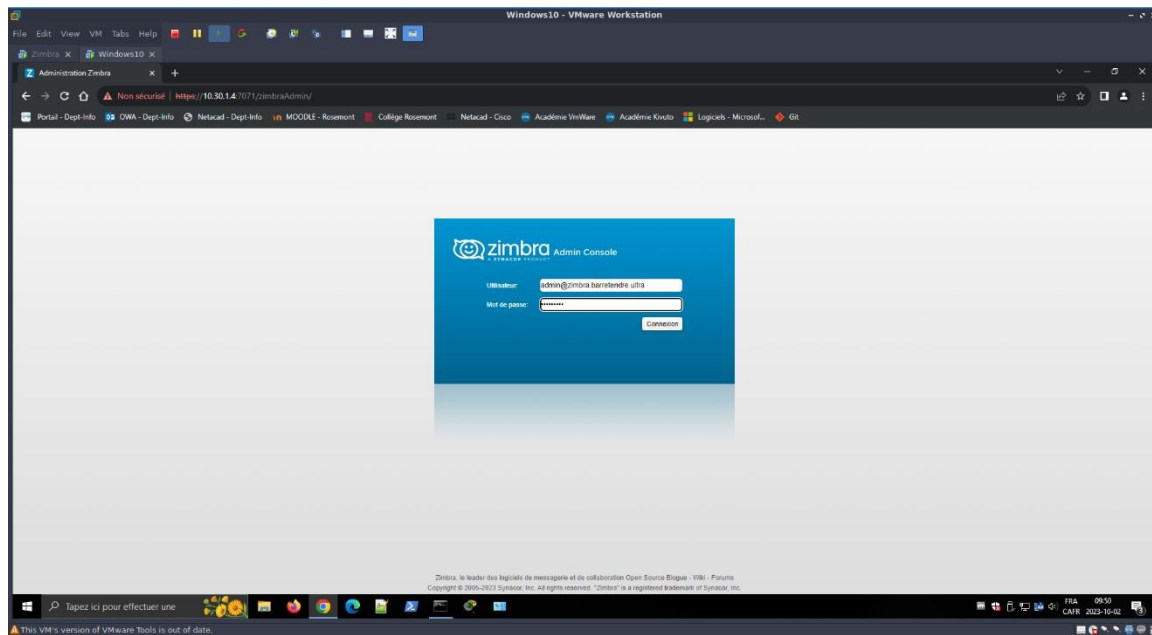 Windows10 - VMware Workstation
File Edit View VM Tabs Help
Zimbra × Windows10 ×
Administration Zimbra × +
Non sécurisé | https://10.30.1.4:7071/zimbraAdmin/
Portail - Dept-Info OWA - Dept-Info Netacad - Dept-Info MOODLE - Rosemont Collège Rosemont Netacad - Cisco Académie VmWare Académie Kivuto Logiciels - Microsof... Git
zimbra Admin Console
A SYNACOR PRODUCT
Utilisateur: admin@zimbra.barretendre.ultra
Mot de passe: •••••••••
Connexion
Zimbra, le leader des logiciels de messagerie et de collaboration Open Source Blogue - Wiki - Forums
Copyright © 2005-2023 Synacor, Inc. All rights reserved. "Zimbra" is a registered trademark of Synacor, Inc.
Tapez ici pour effectuer une
FRA 09:50
CAFR 2023-10-02
This VM's version of VMware Tools is out of date.